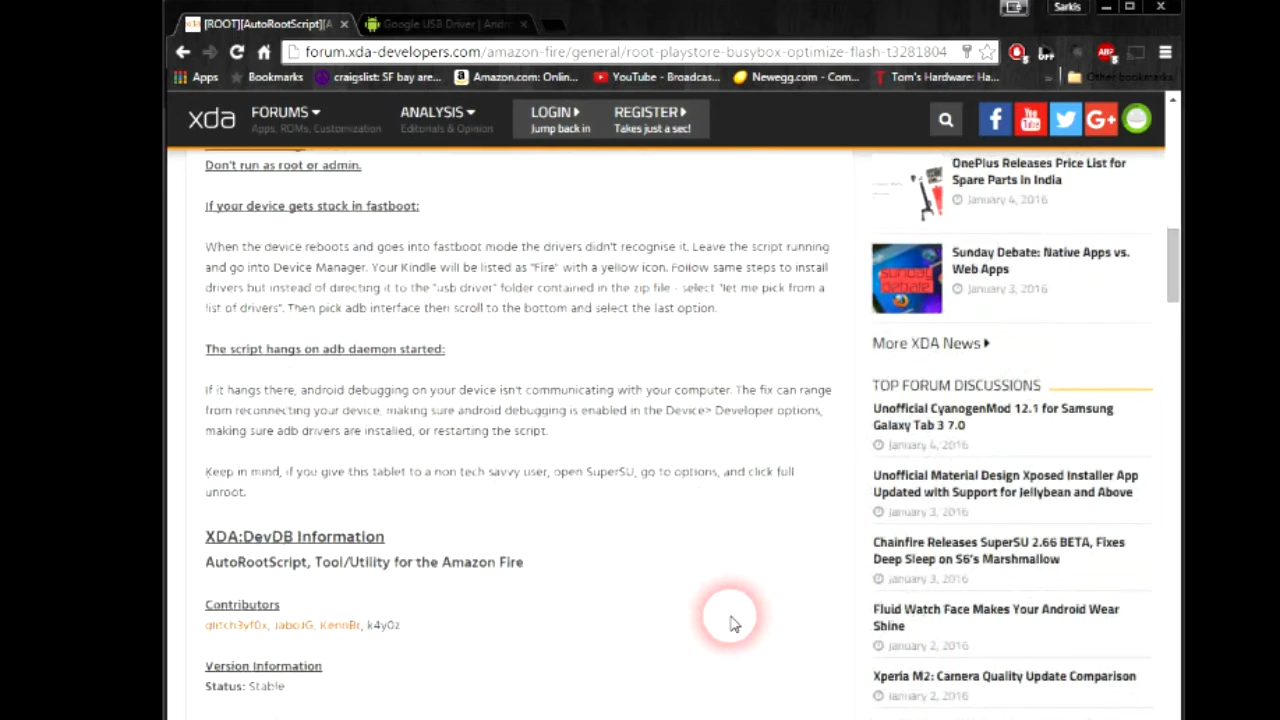 [ROOT][AutoRootScript][A
Google USB Driver | Andro
Sarkis
forum.xda-developers.com/amazon-fire/general/root-playstore-busybox-optimize-flash-t3281804
Apps
Bookmarks
craigslist: SF bay are...
Amazon.com: Onlin...
YouTube - Broadcas...
Newegg.com - Com...
Tom's Hardware: Ha...
Other bookmarks
xda
FORUMS
Apps, ROMs, Customization
ANALYSIS
Editorials & Opinion
LOGIN
Jump back in
REGISTER
Takes just a sec!
Don't run as root or admin.
If your device gets stuck in fastboot:
When the device reboots and goes into fastboot mode the drivers didn't recognise it. Leave the script running
and go into Device Manager. Your Kindle will be listed as "Fire" with a yellow icon. Follow same steps to install
drivers but instead of directing it to the "usb driver" folder contained in the zip file - select "let me pick from a
list of drivers". Then pick adb interface then scroll to the bottom and select the last option.
The script hangs on adb daemon started:
If it hangs there, android debugging on your device isn't communicating with your computer. The fix can range
from reconnecting your device, making sure android debugging is enabled in the Device> Developer options,
making sure adb drivers are installed, or restarting the script.
Keep in mind, if you give this tablet to a non tech savvy user, open SuperSU, go to options, and click full
unroot.
XDA:DevDB Information
AutoRootScript, Tool/Utility for the Amazon Fire
Contributors
glitch3yf0x, JaboJG, KennBr, k4y0z
Version Information
Status: Stable
OnePlus Releases Price List for
Spare Parts in India
January 4, 2016
Sunday Debate: Native Apps vs.
Web Apps
January 3, 2016
More XDA News
TOP FORUM DISCUSSIONS
Unofficial CyanogenMod 12.1 for Samsung
Galaxy Tab 3 7.0
January 4, 2016
Unofficial Material Design Xposed Installer App
Updated with Support for Jellybean and Above
January 3, 2016
Chainfire Releases SuperSU 2.66 BETA, Fixes
Deep Sleep on S6's Marshmallow
January 3, 2016
Fluid Watch Face Makes Your Android Wear
Shine
January 2, 2016
Xperia M2: Camera Quality Update Comparison
January 2, 2016